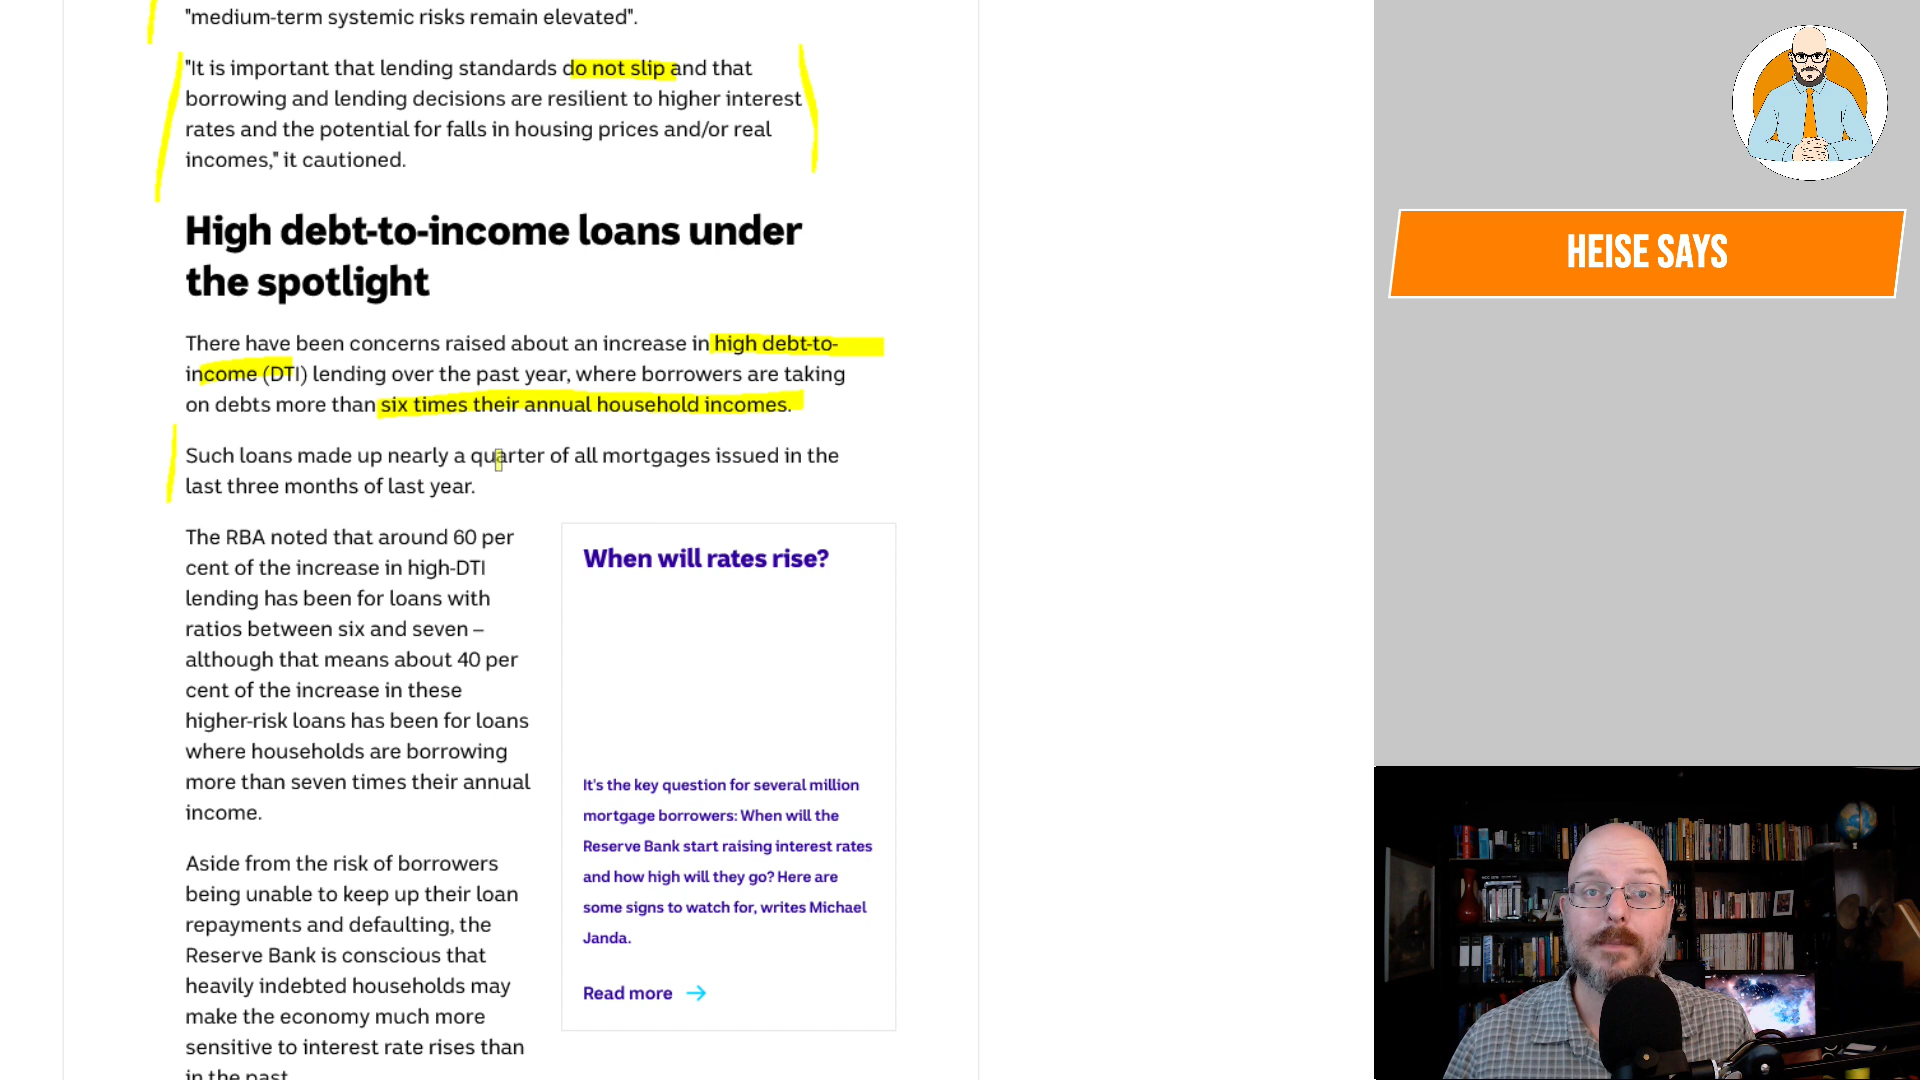 "medium-term systemic risks remain elevated".
"It is important that lending standards do not slip and that
borrowing and lending decisions are resilient to higher interest
rates and the potential for falls in housing prices and/or real
incomes," it cautioned.
High debt-to-income loans under
the spotlight
There have been concerns raised about an increase in high debt-to-
income (DTI) lending over the past year, where borrowers are taking
on debts more than six times their annual household incomes.
Such loans made up nearly a quarter of all mortgages issued in the
last three months of last year.
The RBA noted that around 60 per
cent of the increase in high-DTI
lending has been for loans with
ratios between six and seven –
although that means about 40 per
cent of the increase in these
higher-risk loans has been for loans
where households are borrowing
more than seven times their annual
income.
Aside from the risk of borrowers
being unable to keep up their loan
repayments and defaulting, the
Reserve Bank is conscious that
heavily indebted households may
make the economy much more
sensitive to interest rate rises than
in the past
When will rates rise?
It's the key question for several million
mortgage borrowers: When will the
Reserve Bank start raising interest rates
and how high will they go? Here are
some signs to watch for, writes Michael
Janda.
Read more
HEISE SAYS